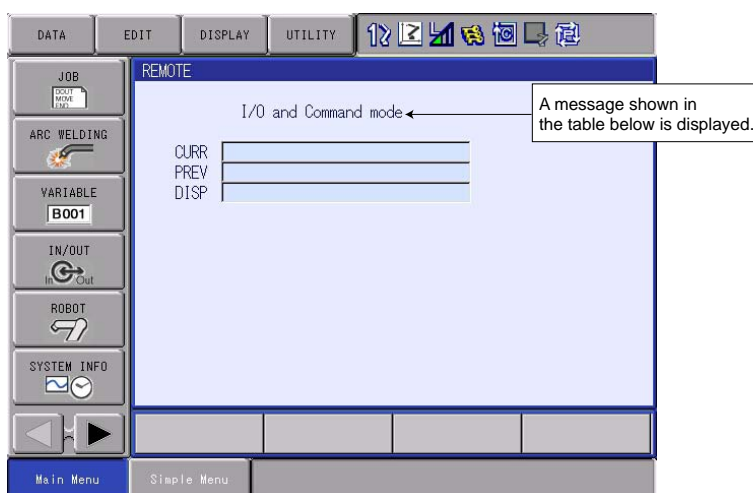 DATA
EDIT
DISPLAY
UTILITY
JOB
DOUT
MOVE
END
ARC WELDING
VARIABLE
B001
IN/OUT
In Out
ROBOT
SYSTEM INFO
REMOTE
I/O and Command mode
A message shown in
the table below is displayed.
CURR
PREV
DISP
Main Menu
Simple Menu